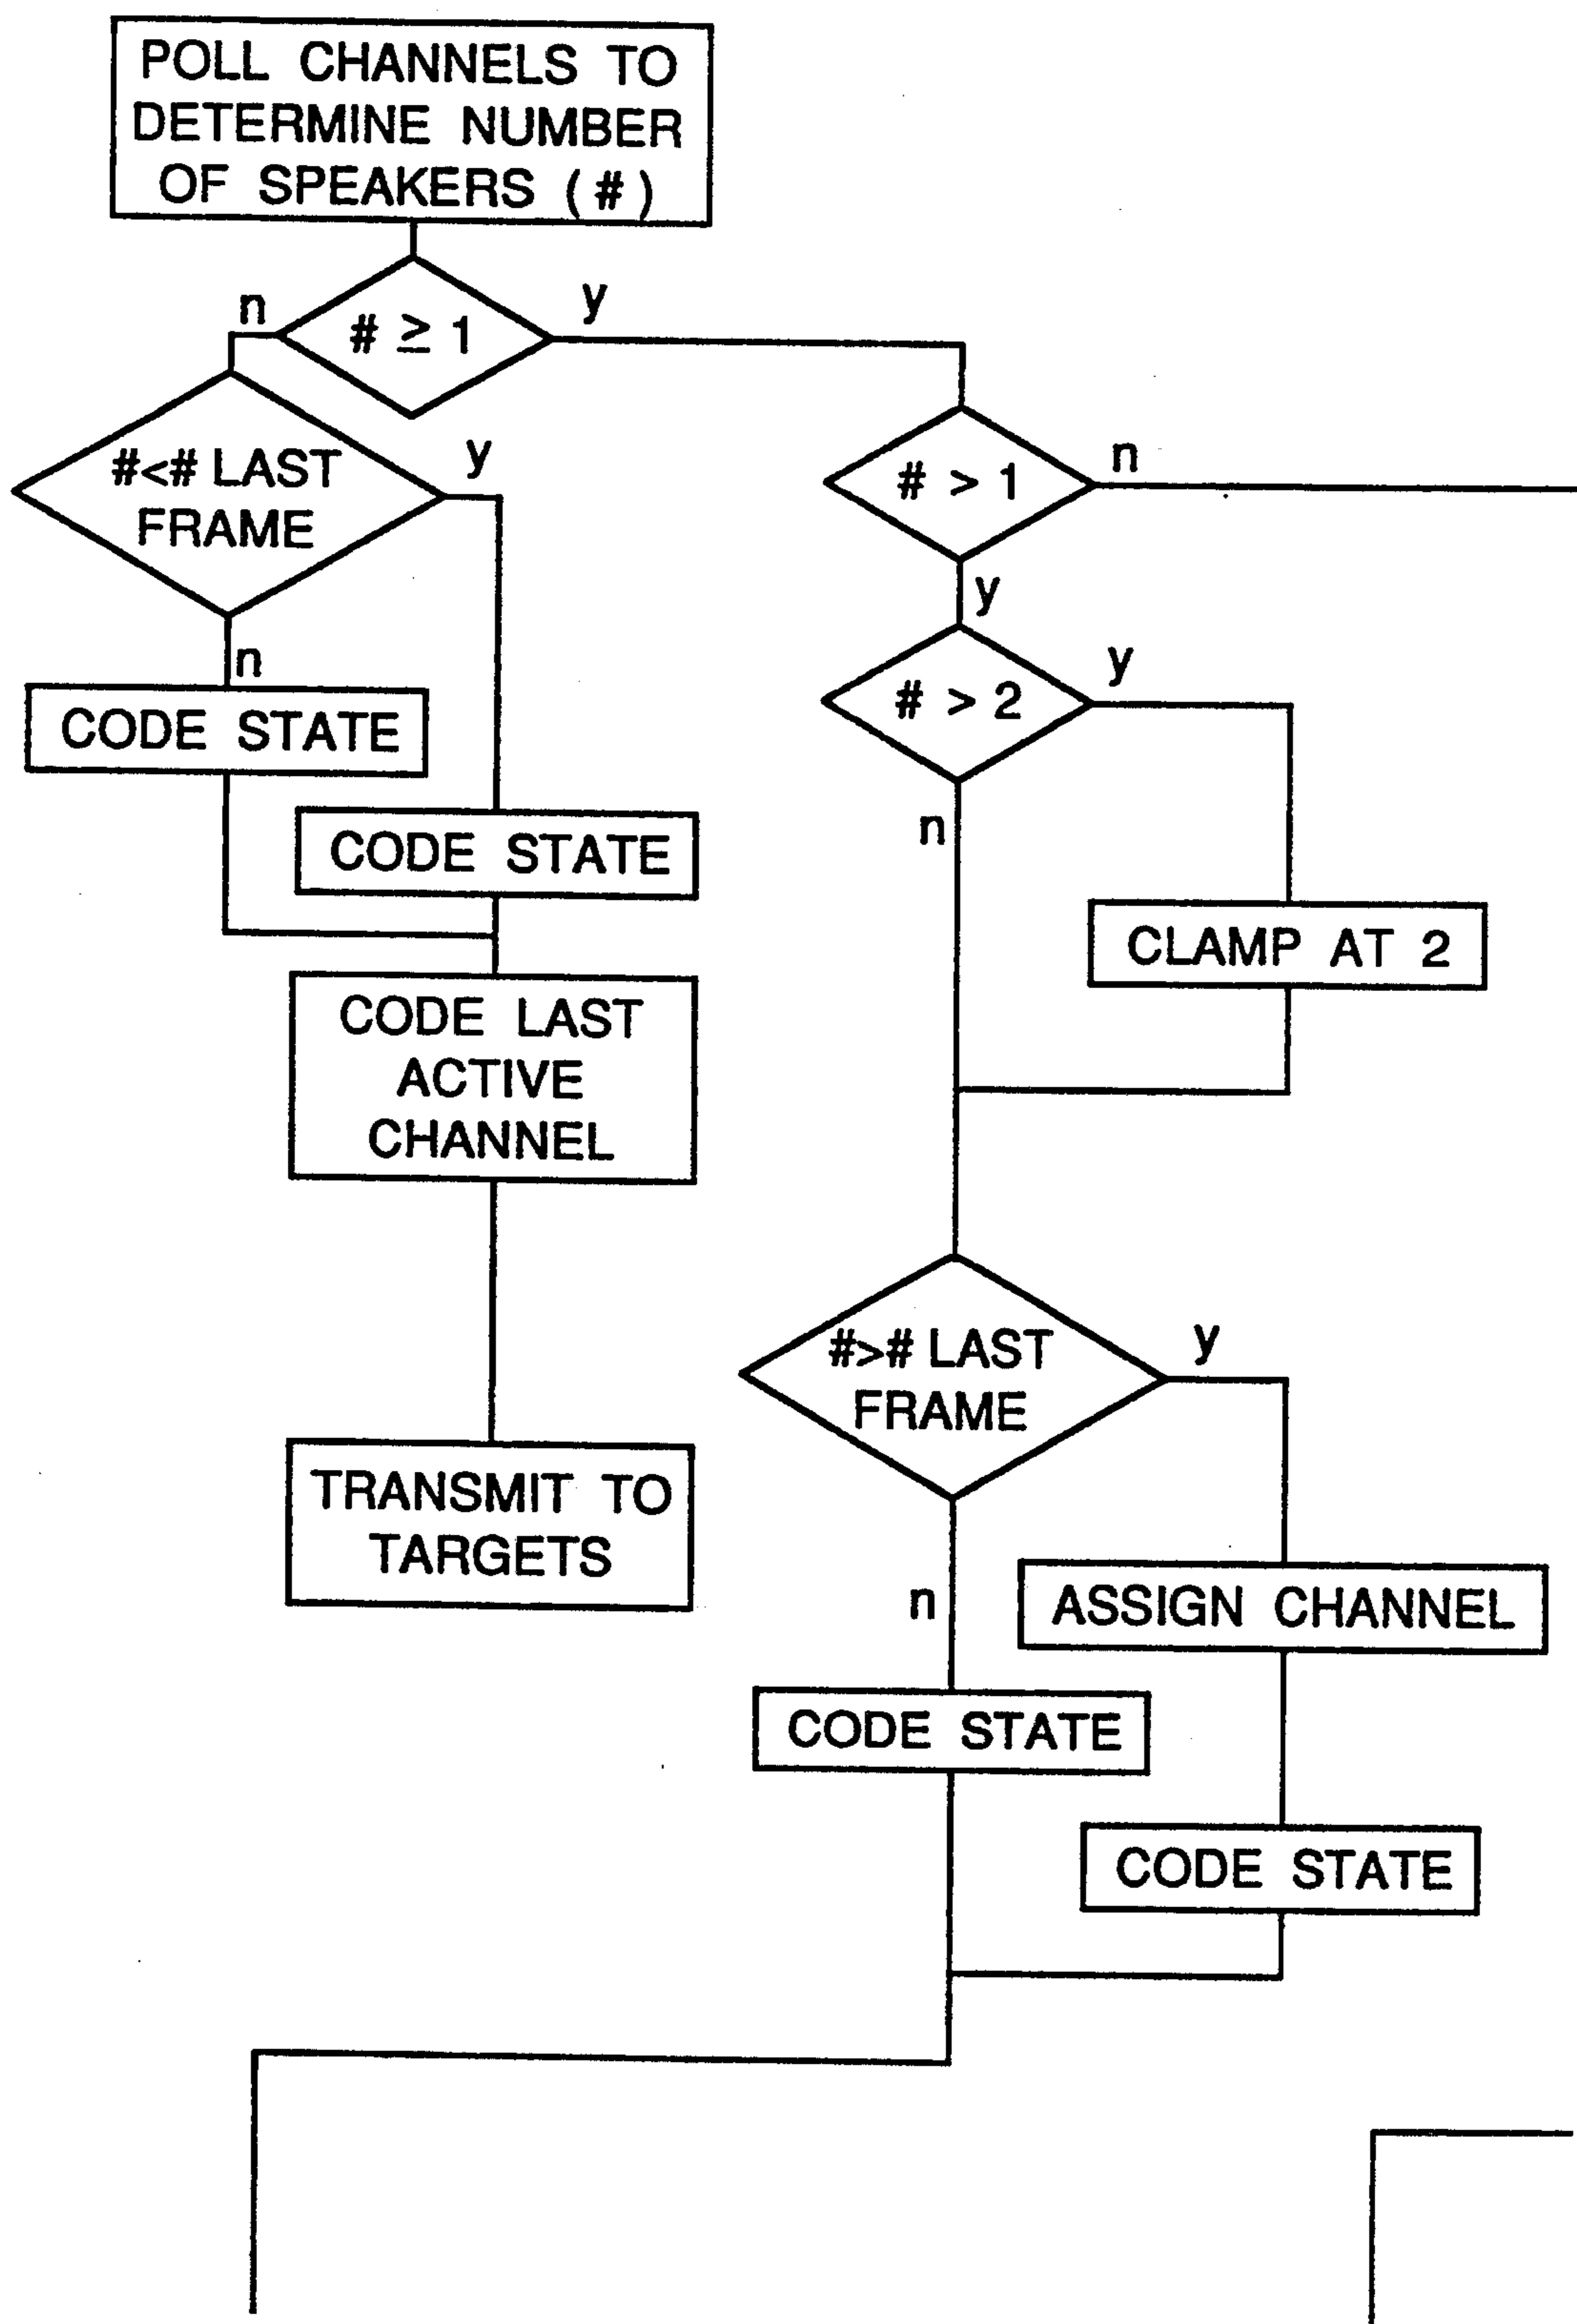 POLL CHANNELS TO
DETERMINE NUMBER
OF SPEAKERS (#)
n
y
# ≥ 1
#<# LAST
FRAME
y
n
CODE STATE
CODE STATE
CODE LAST
ACTIVE
CHANNEL
TRANSMIT TO
TARGETS
# > 1
n
y
# > 2
y
n
CLAMP AT 2
#># LAST
FRAME
y
n
ASSIGN CHANNEL
CODE STATE
CODE STATE